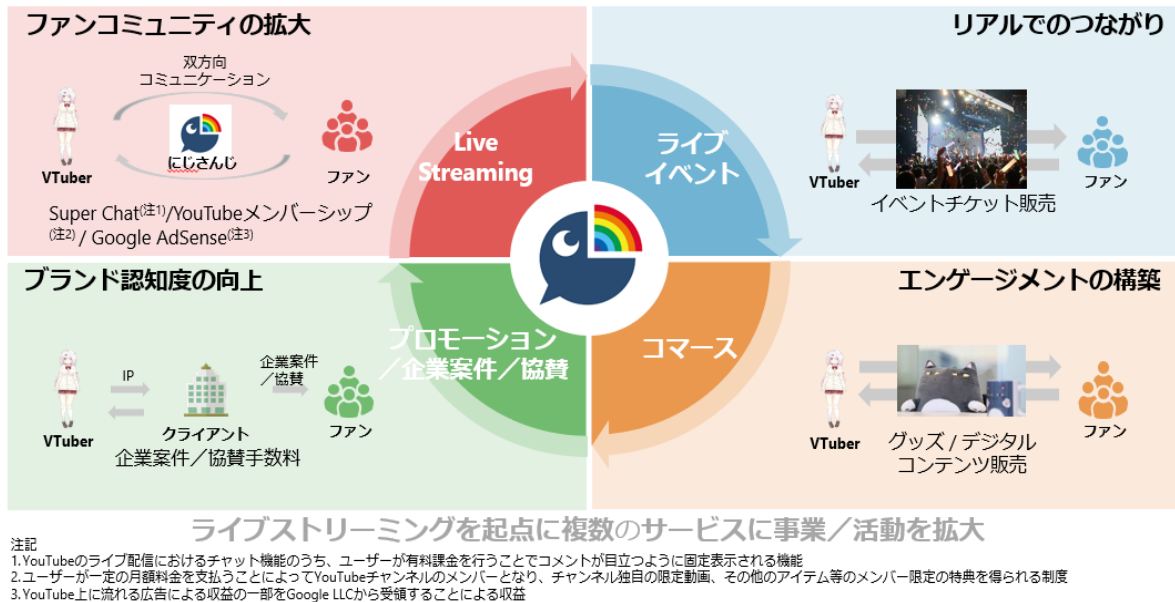 ファンコミュニティの拡大
双方向
コミュニケーション
にじさんじ
VTuber
ファン
Super Chat(注1)/YouTubeメンバーシップ
(注2) / Google AdSense(注3)
Live
Streaming
リアルでのつながり
ライブ
イベント
VTuber
ファン
イベントチケット販売
ブランド認知度の向上
IP
企業案件
／協賛
VTuber
クライアント
ファン
企業案件／協賛手数料
プロモーション
／企業案件／協賛
エンゲージメントの構築
コマース
VTuber
ファン
グッズ / デジタル
コンテンツ販売
ライブストリーミングを起点に複数のサービスに事業／活動を拡大
注記
1.YouTubeのライブ配信におけるチャット機能のうち、ユーザーが有料課金を行うことでコメントが目立つように固定表示される機能
2.ユーザーが一定の月額料金を支払うことによってYouTubeチャンネルのメンバーとなり、チャンネル独自の限定動画、その他のアイテム等のメンバー限定の特典を得られる制度
3.YouTube上に流れる広告による収益の一部をGoogle LLCから受領することによる収益